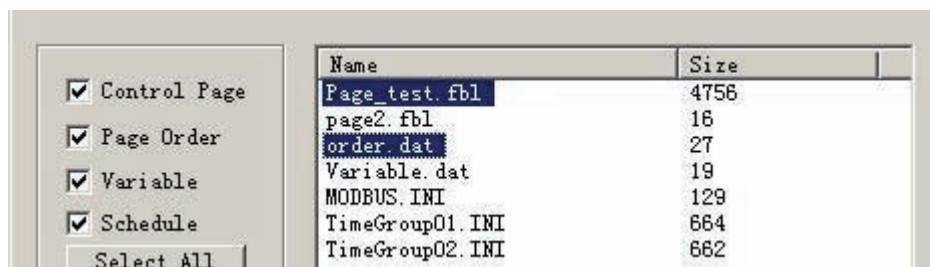 Control Page
Page Order
Variable
Schedule
Select All
Name Size
Page_test.fbl 4756
page2.fbl 16
order.dat 27
Variable.dat 19
MODBUS.INI 129
TimeGroup01.INI 664
TimeGroup02.INI 662